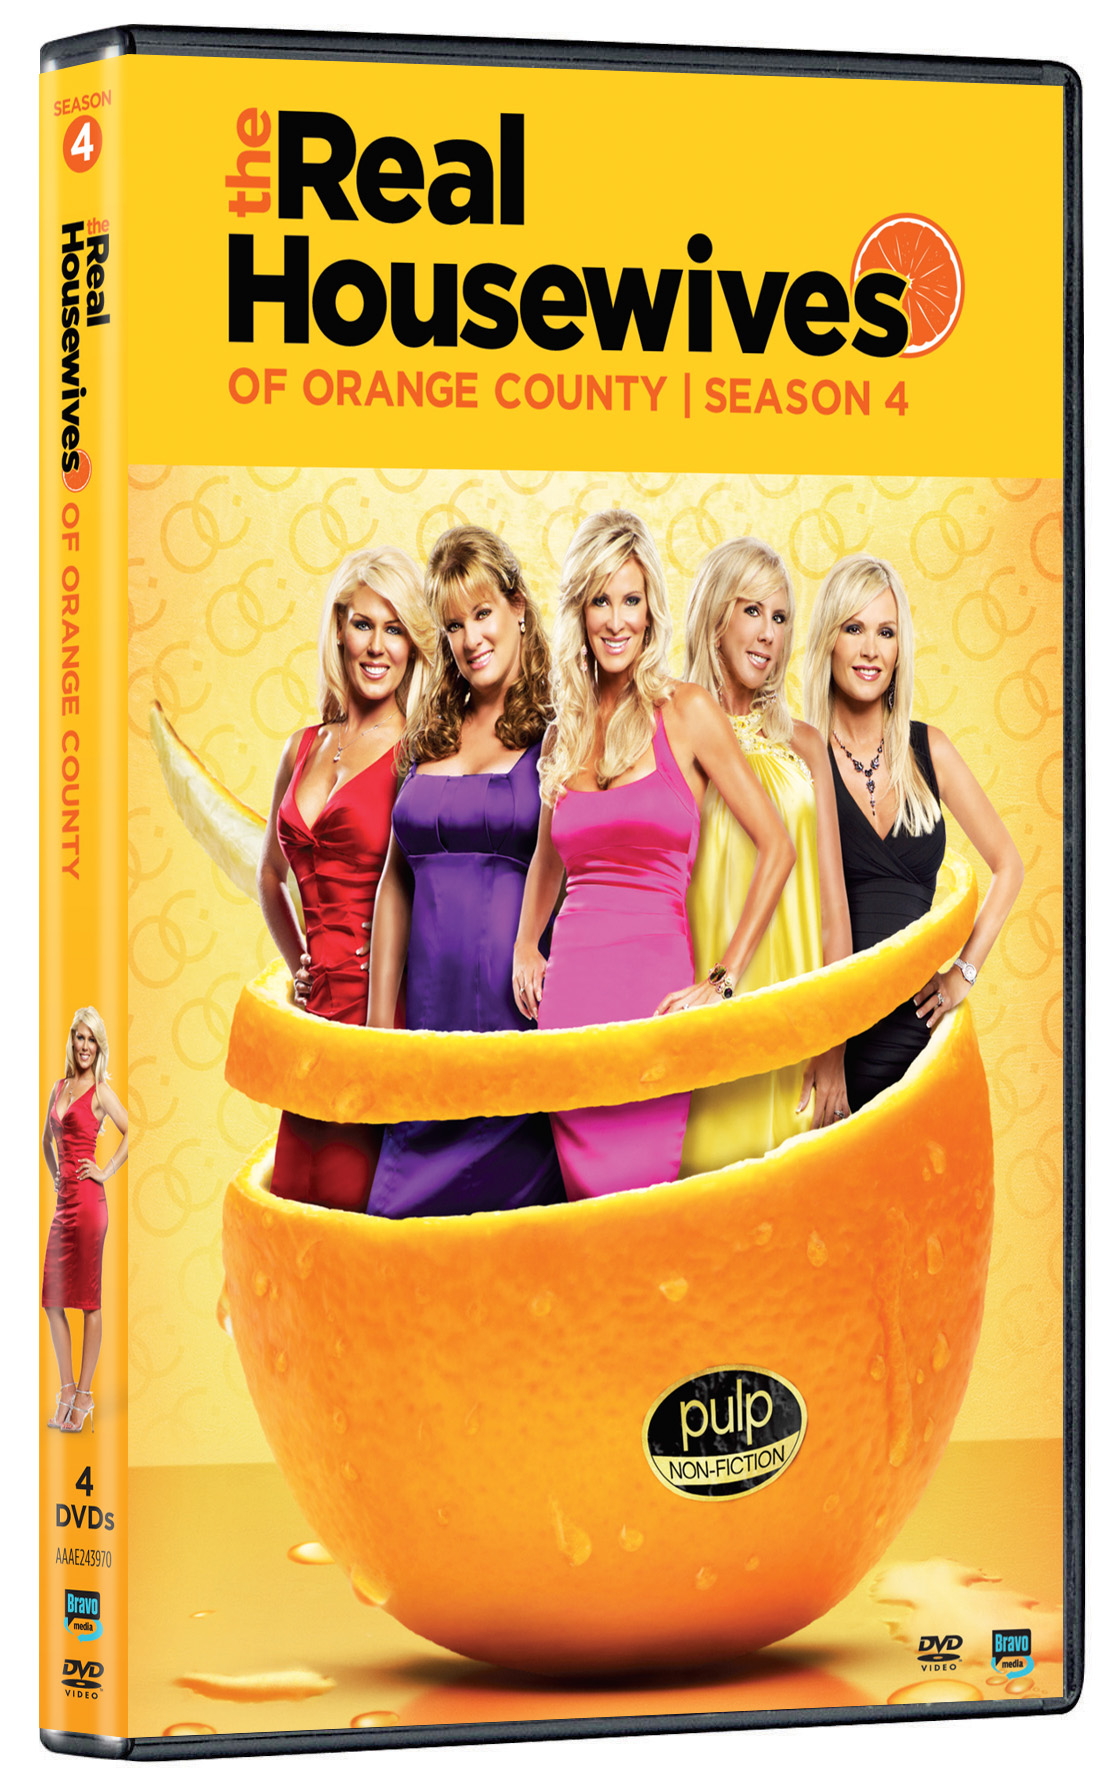 SEASON
4
the Real
Housewives
OF ORANGE COUNTY
4
DVDs
AAAE243970
Bravo
media
DVD
VIDEO
the Real
Housewives
OF ORANGE COUNTY | SEASON 4
pulp
NON-FICTION
DVD
VIDEO
Bravo
media